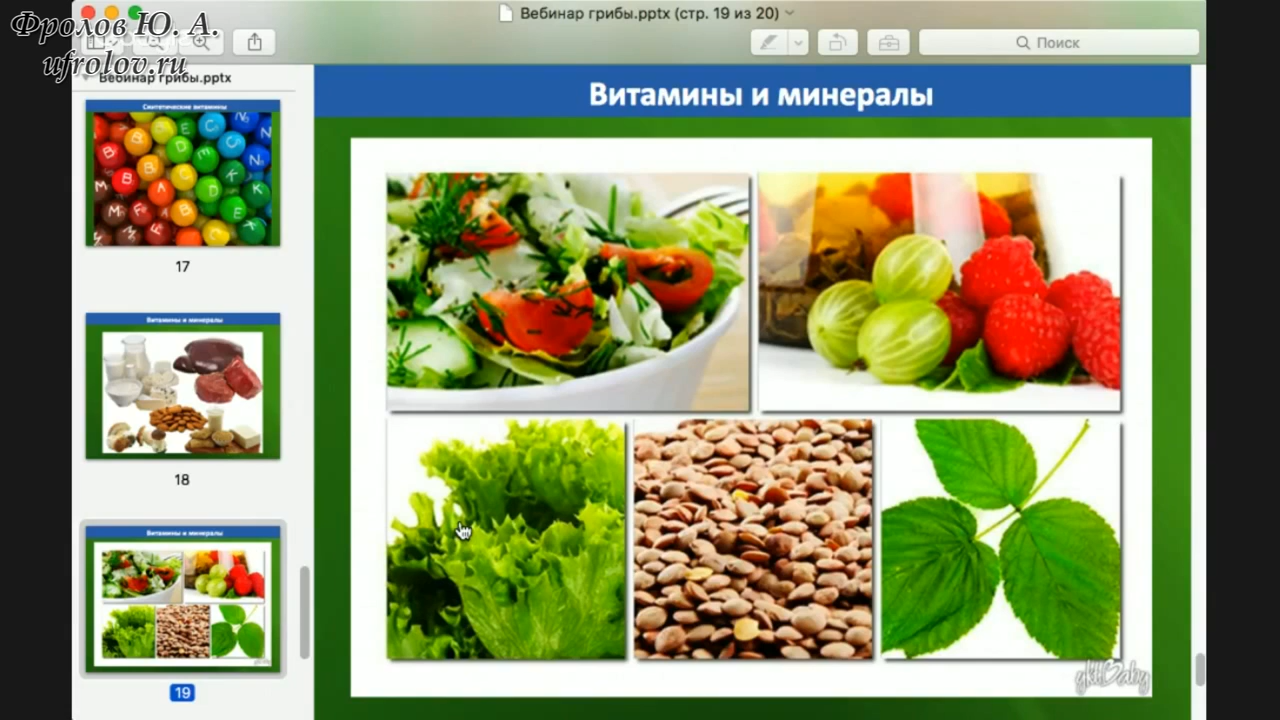 Фролов Ю. А.
ufrolov.ru
Вебинар грибы.pptx (стр. 19 из 20)
Поиск
Вебинар грибы.pptx
Синтетические витамины
17
Витамины и минералы
18
Витамины и минералы
19
Витамины и минералы